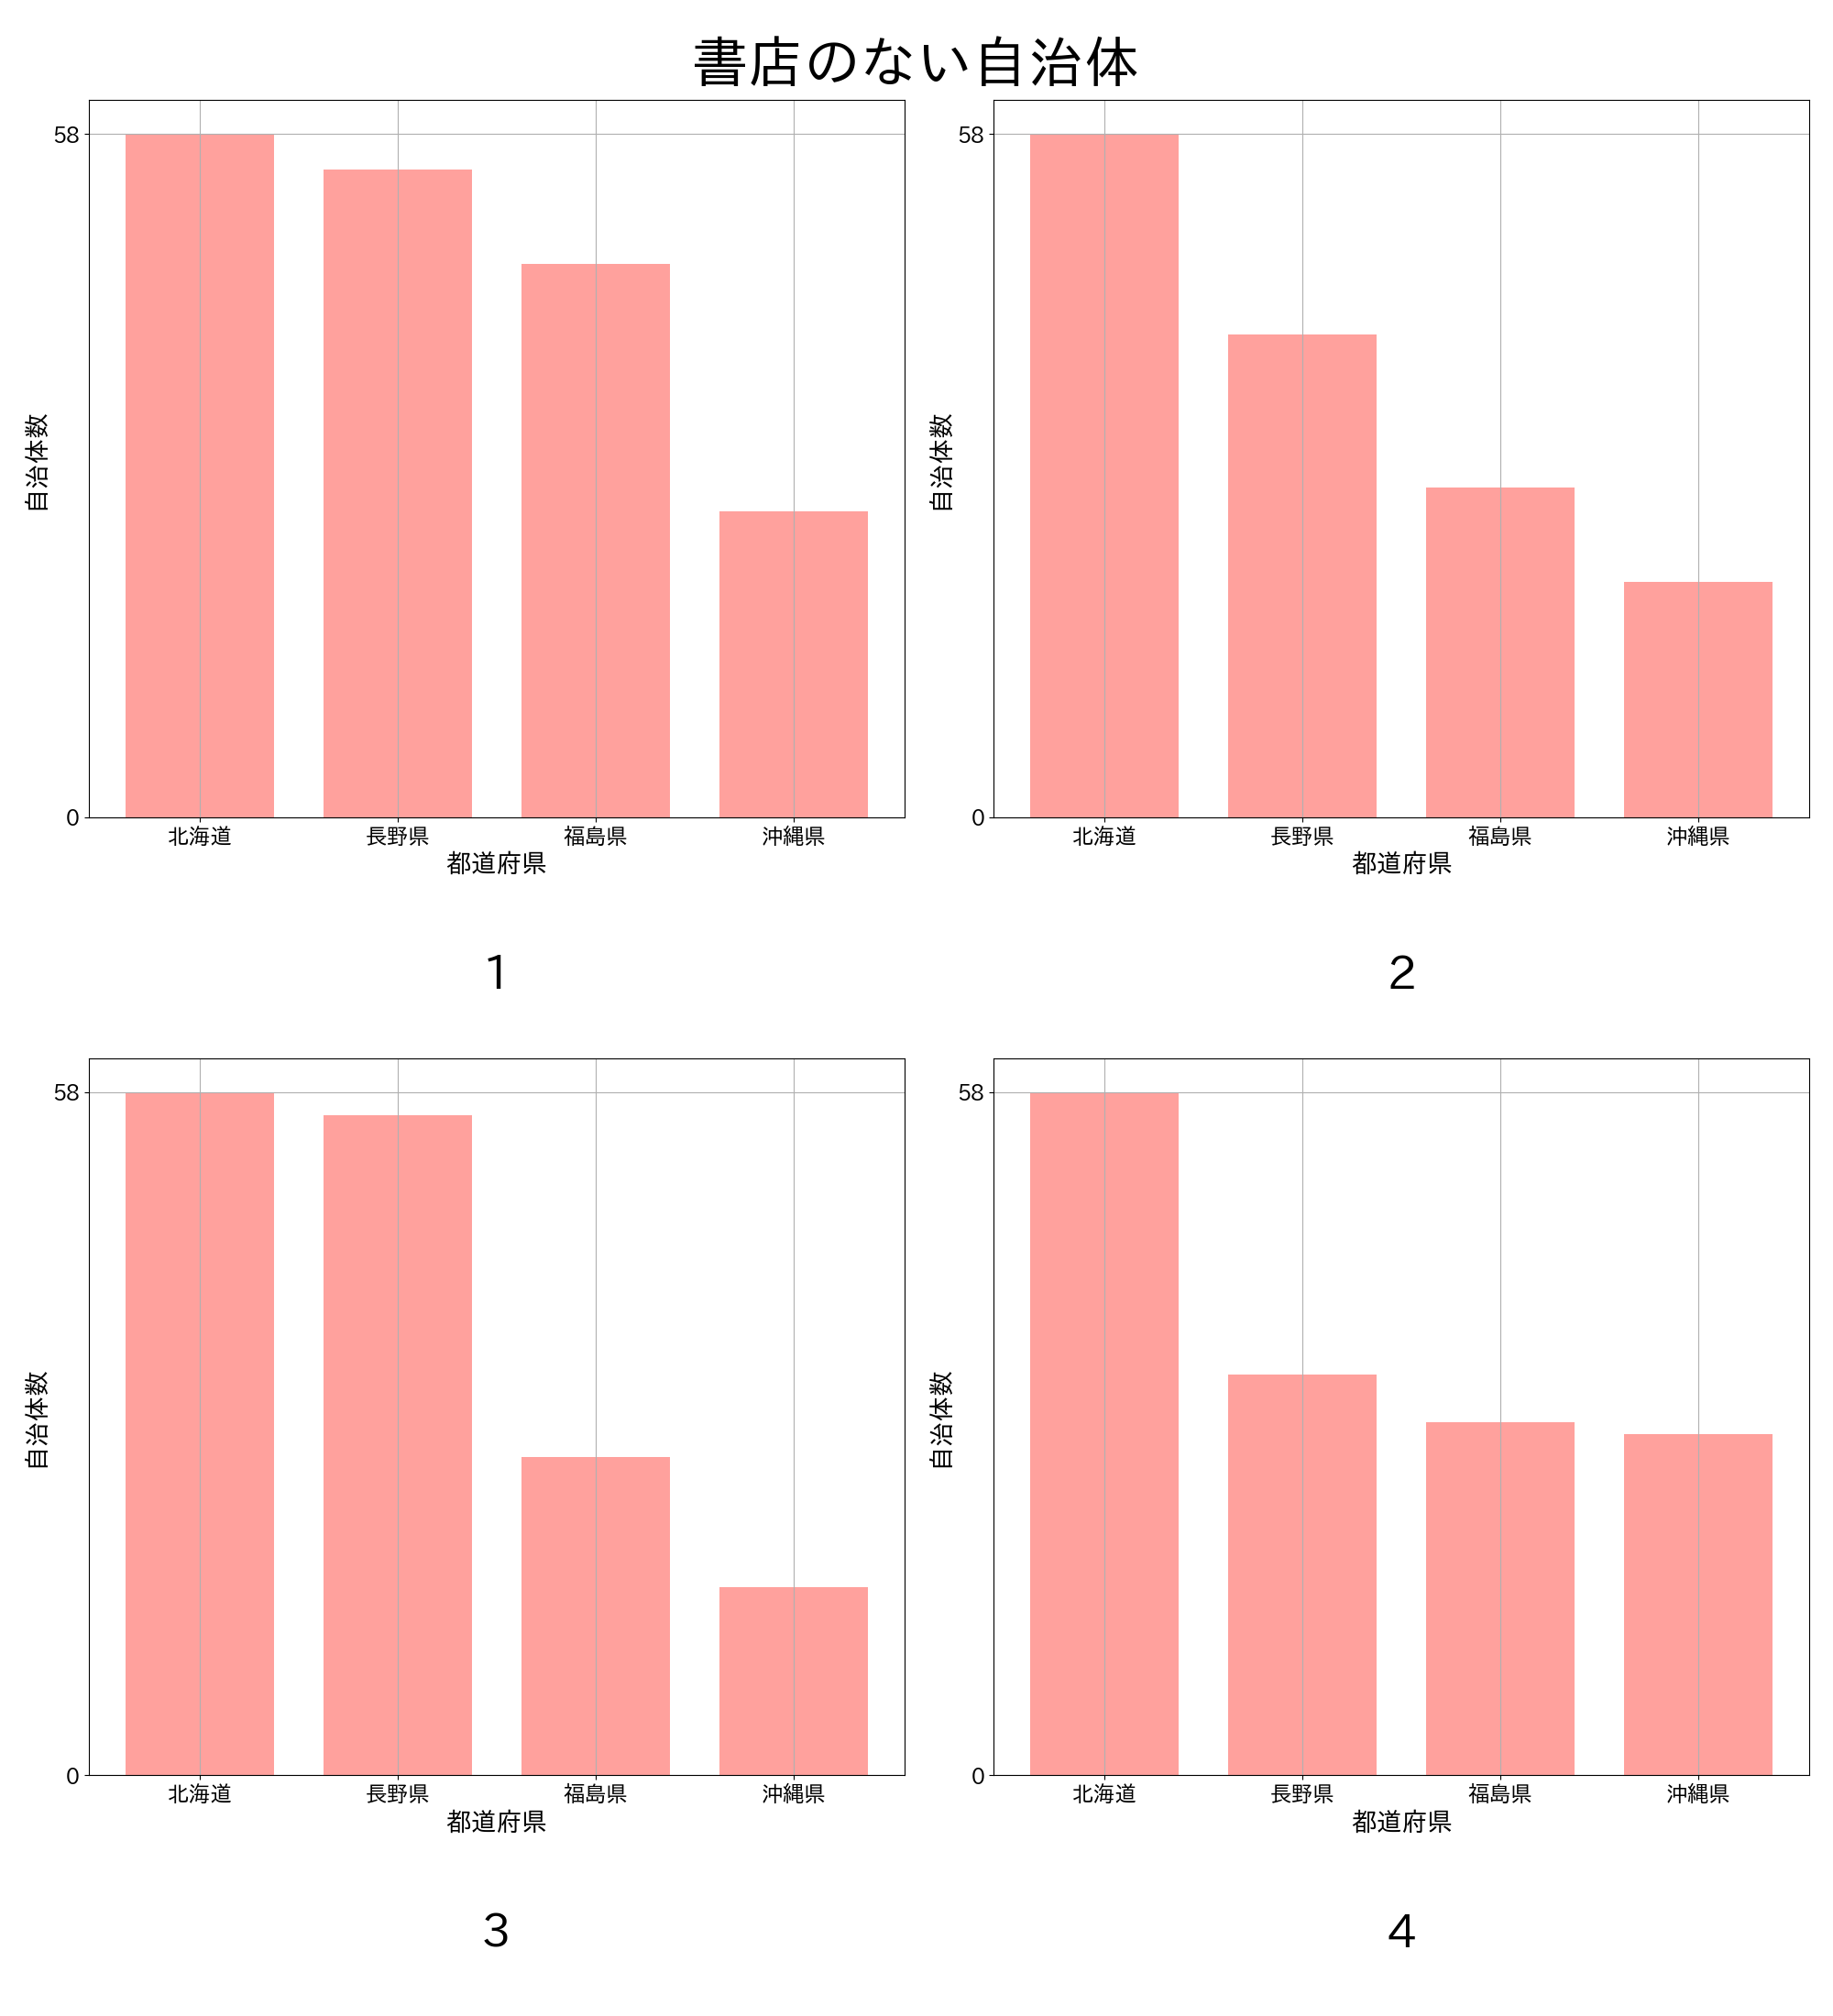 書店のない自治体
58
0
自治体数
北海道 長野県 福島県 沖縄県
都道府県
1
58
0
自治体数
北海道 長野県 福島県 沖縄県
都道府県
2
58
0
自治体数
北海道 長野県 福島県 沖縄県
都道府県
3
58
0
自治体数
北海道 長野県 福島県 沖縄県
都道府県
4